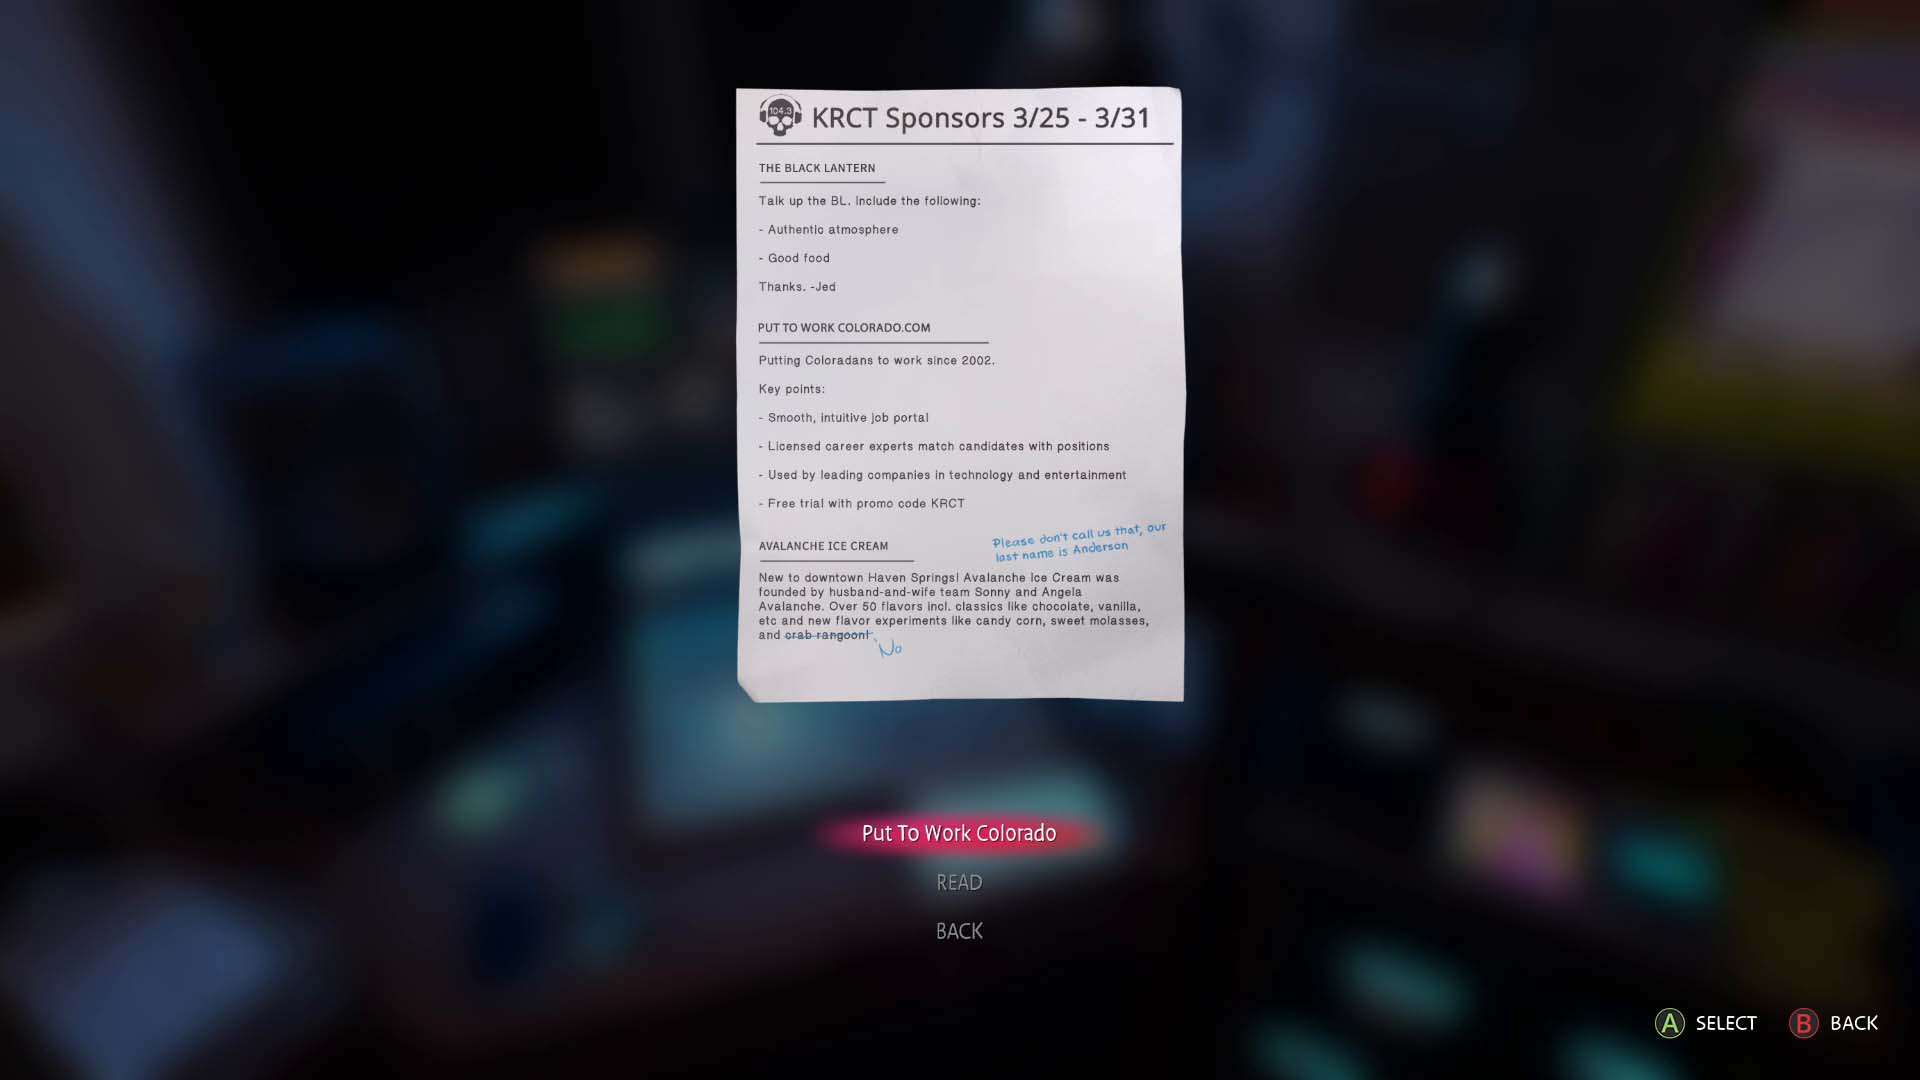 104.3
KRCT Sponsors 3/25 - 3/31
THE BLACK LANTERN
Talk up the BL. Include the following:
- Authentic atmosphere
- Good food
Thanks. -Jed
PUT TO WORK COLORADO.COM
Putting Coloradans to work since 2002.
Key points:
- Smooth, intuitive job portal
- Licensed career experts match candidates with positions
- Used by leading companies in technology and entertainment
- Free trial with promo code KRCT
AVALANCHE ICE CREAM
Please don't call us that, our
last name is Anderson
New to downtown Haven Springs! Avalanche Ice Cream was
founded by husband-and-wife team Sonny and Angela
Avalanche. Over 50 flavors incl. classics like chocolate, vanilla,
etc and new flavor experiments like candy corn, sweet molasses,
and crab rangoon!
No
Put To Work Colorado
READ
BACK
A SELECT B BACK